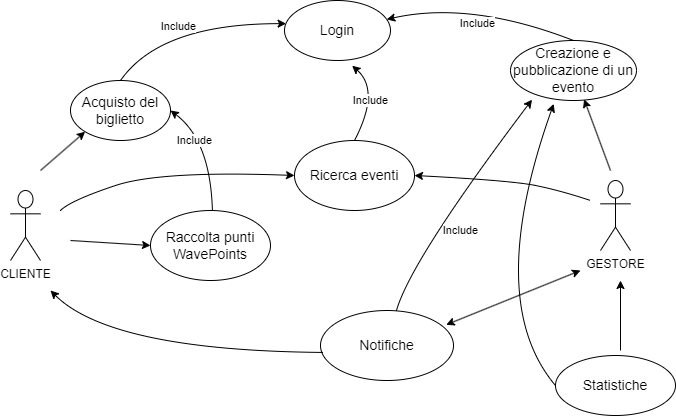 Include
Login
Include
Creazione e
pubblicazione di un
evento
Acquisto del
biglietto
Include
Include
Ricerca eventi
Raccolta punti
WavePoints
Include
CLIENTE
GESTORE
Notifiche
Statistiche